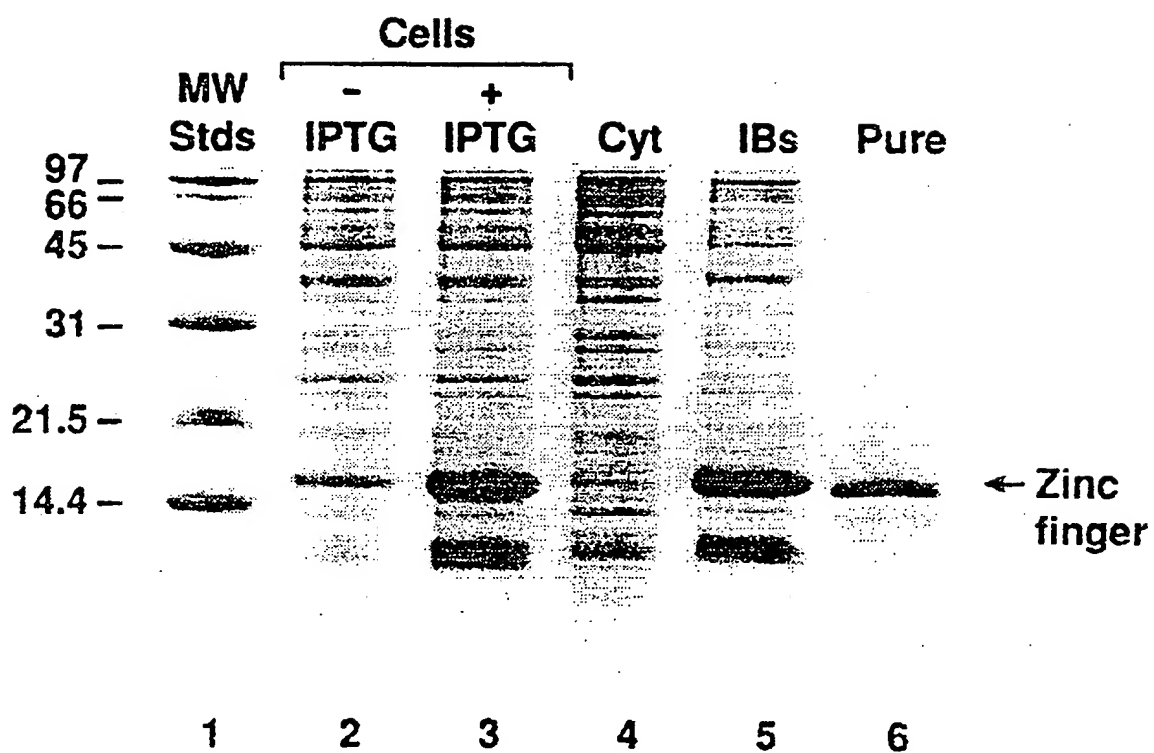 Cells
MW - +
Stds IPTG IPTG Cyt IBs Pure
97 –
66 –
45 –
31 –
21.5 –
14.4 –
← Zinc
finger
1 2 3 4 5 6